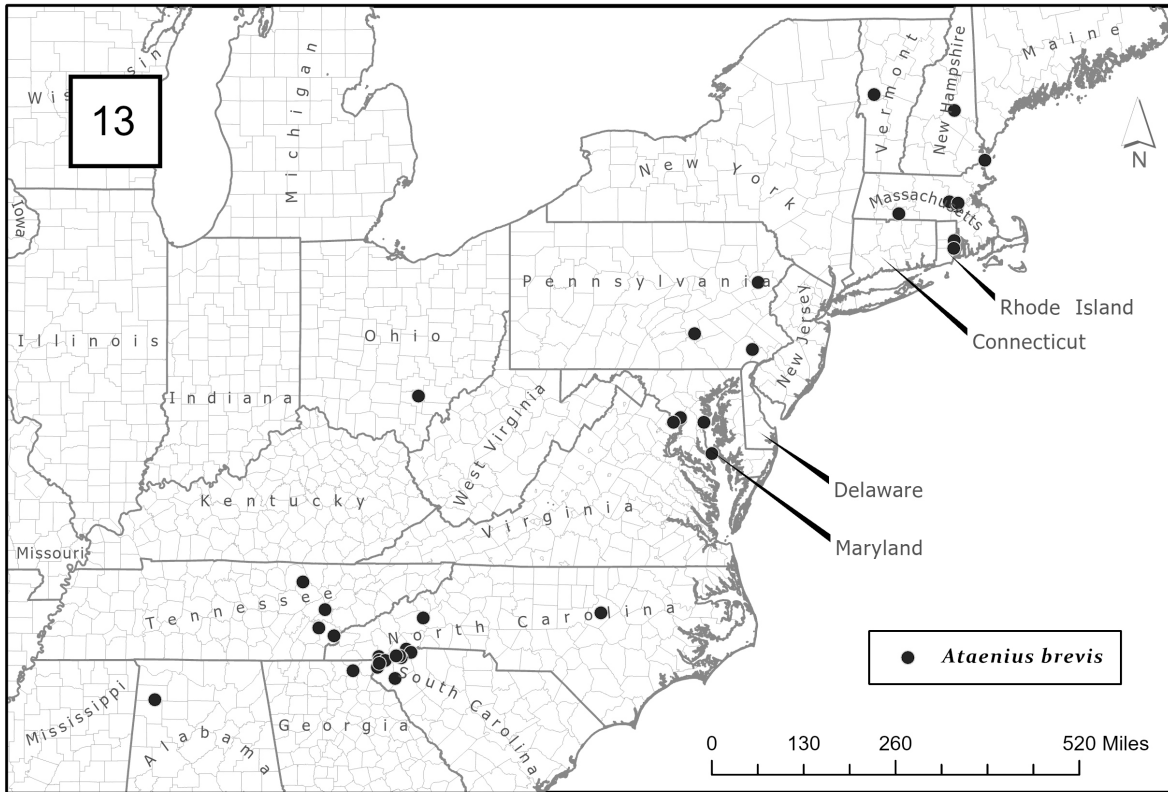 13
Wisconsin
Michigan
Iowa
Illinois
Indiana
Ohio
Missouri
Kentucky
West Virginia
Virginia
Pennsylvania
New York
Vermont
New Hampshire
Maine
N
Massachusetts
Rhode Island
Connecticut
New Jersey
Delaware
Maryland
Tennessee
North Carolina
South Carolina
Mississippi
Alabama
Georgia
Ataenius brevis
0 130 260 520 Miles